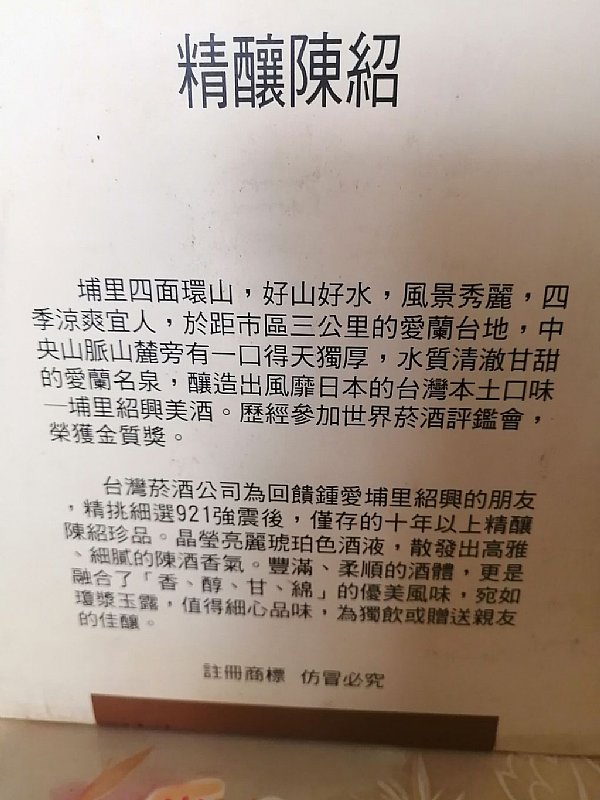 精釀陳紹
埔里四面環山，好山好水，風景秀麗，四
季涼爽宜人，於距市區三公里的愛蘭台地，中
央山脈山麓旁有一口得天獨厚，水質清澈甘甜
的愛蘭名泉，釀造出風靡日本的台灣本土口味
—埔里紹興美酒。歷經參加世界菸酒評鑑會，
榮獲金質獎。
台灣菸酒公司為回饋鍾愛埔里紹興的朋友
，精挑細選921強震後，僅存的十年以上精釀
陳紹珍品。晶瑩亮麗琥珀色酒液，散發出高雅
、細膩的陳酒香氣。豐滿、柔順的酒體，更是
融合了「香、醇、甘、綿」的優美風味，宛如
瓊漿玉露，值得細心品味，為獨飲或贈送親友
的佳釀。
註冊商標 仿冒必究